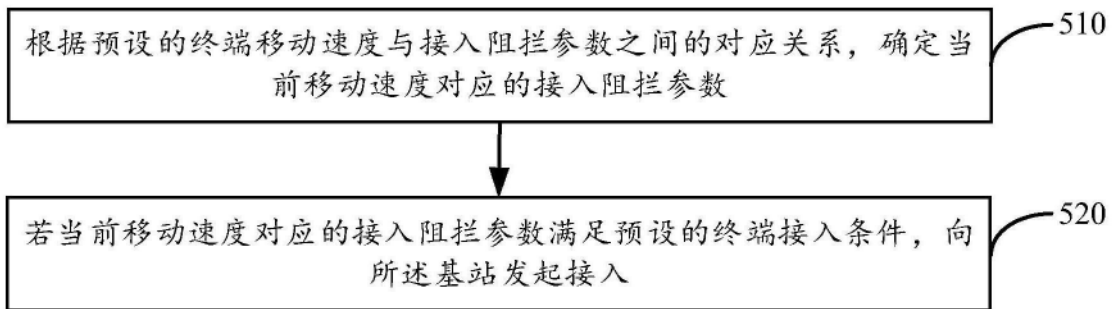 根据预设的终端移动速度与接入阻拦参数之间的对应关系，确定当
前移动速度对应的接入阻拦参数
510
若当前移动速度对应的接入阻拦参数满足预设的终端接入条件，向
所述基站发起接入
520